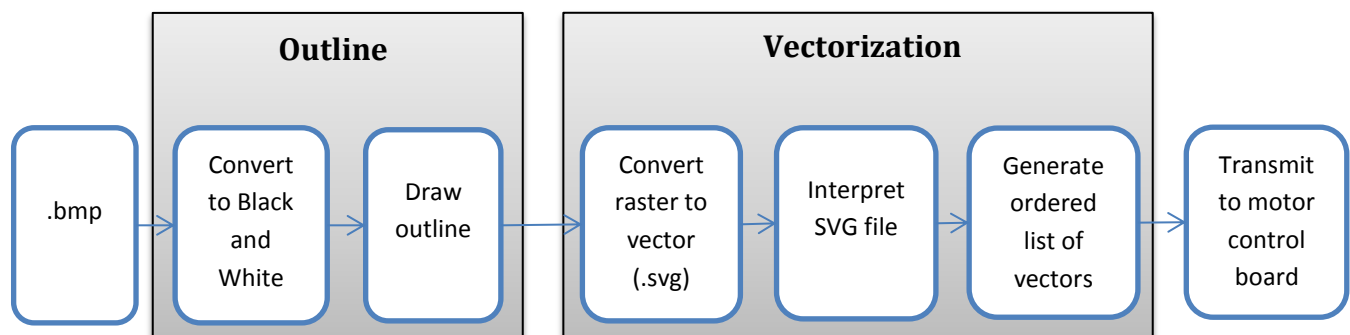 Outline
Vectorization
.bmp
Convert
to Black
and
White
Draw
outline
Convert
raster to
vector
(.svg)
Interpret
SVG file
Generate
ordered
list of
vectors
Transmit
to motor
control
board